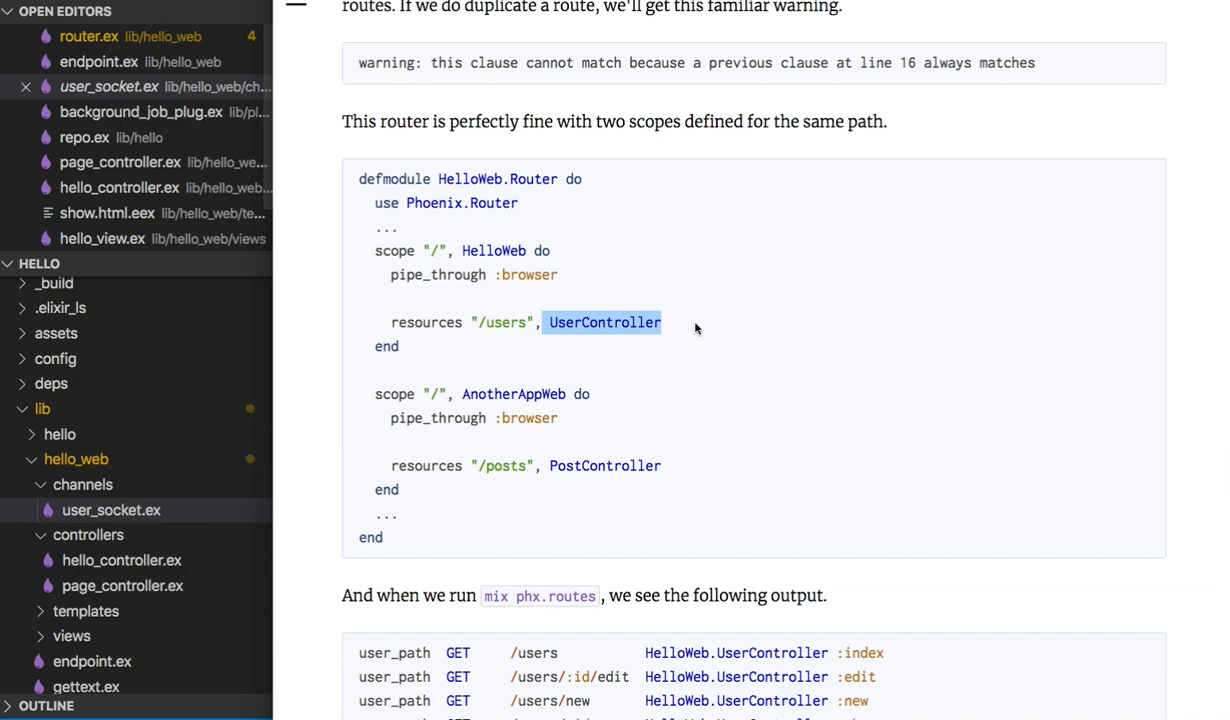 OPEN EDITORS
router.ex lib/hello_web 4
endpoint.ex lib/hello_web
user_socket.ex lib/hello_web/ch...
background_job_plug.ex lib/pl...
repo.ex lib/hello
page_controller.ex lib/hello_we...
hello_controller.ex lib/hello_web...
show.html.eex lib/hello_web/te...
hello_view.ex lib/hello_web/views
HELLO
_build
.elixir_ls
assets
config
deps
lib
hello
hello_web
channels
user_socket.ex
controllers
hello_controller.ex
page_controller.ex
templates
views
endpoint.ex
gettext.ex
OUTLINE
routes. If we do duplicate a route, we'll get this familiar warning.
warning: this clause cannot match because a previous clause at line 16 always matches
This router is perfectly fine with two scopes defined for the same path.
defmodule HelloWeb.Router do
use Phoenix.Router
...
scope "/", HelloWeb do
pipe_through :browser
resources "/users", UserController
end
scope "/", AnotherAppWeb do
pipe_through :browser
resources "/posts", PostController
end
...
end
And when we run mix phx.routes, we see the following output.
user_path GET /users HelloWeb.UserController :index
user_path GET /users/:id/edit HelloWeb.UserController :edit
user_path GET /users/new HelloWeb.UserController :new